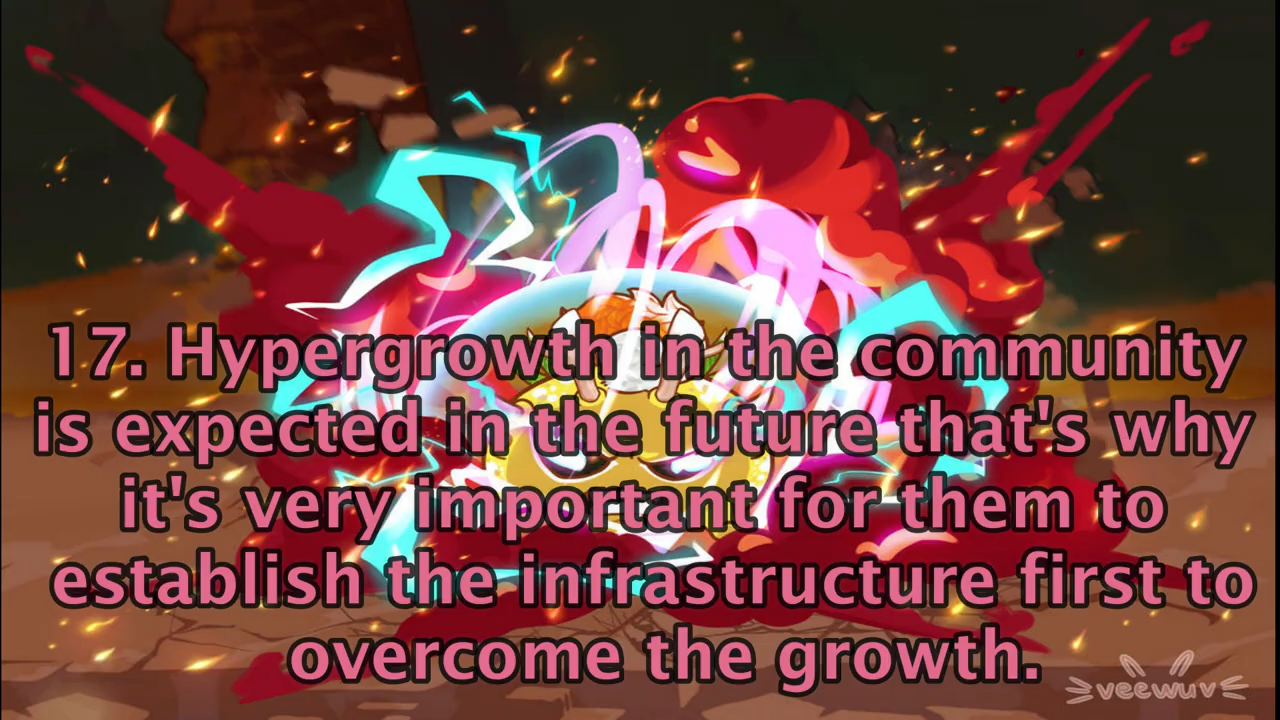 17. Hypergrowth in the community
is expected in the future that's why
it's very important for them to
establish the infrastructure first to
overcome the growth.
veewuv